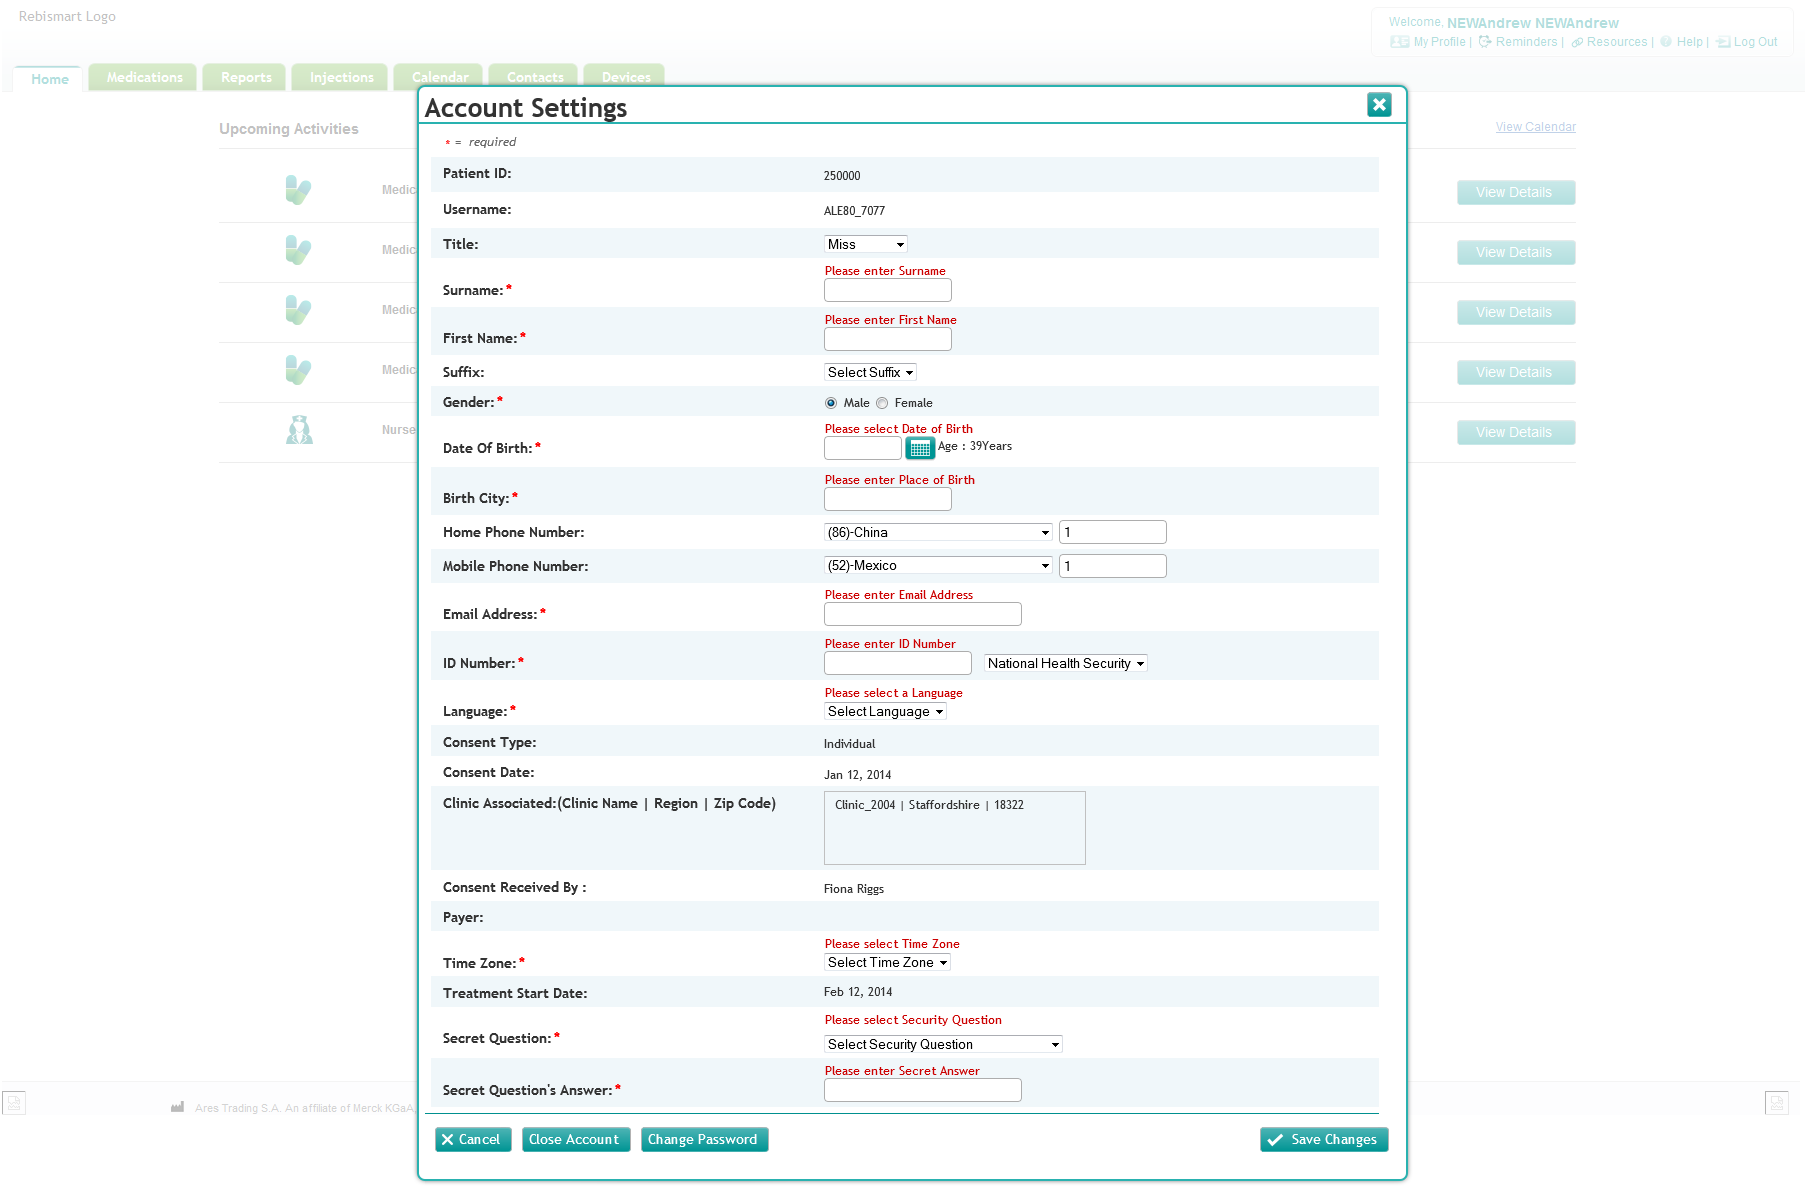 Rebismart Logo
Welcome, NEWAndrew NEWAndrew
My Profile | Reminders | Resources | Help | Log Out
Home Medications Reports Injections Calendar Contacts Devices
Account Settings
Upcoming Activities
View Calendar
* = required
Patient ID: 250000
Medic
View Details
Username: ALE80_7077
Title: Miss
Medic
View Details
Please enter Surname
Surname:*
Medic
View Details
Please enter First Name
First Name:*
Suffix: Select Suffix
Medic
View Details
Gender:* Male Female
Please select Date of Birth
Nurse
View Details
Date Of Birth:* Age : 39Years
Please enter Place of Birth
Birth City:*
Home Phone Number: (86)-China 1
Mobile Phone Number: (52)-Mexico 1
Please enter Email Address
Email Address:*
Please enter ID Number
ID Number:* National Health Security
Please select a Language
Language:* Select Language
Consent Type: Individual
Consent Date: Jan 12, 2014
Clinic Associated:(Clinic Name | Region | Zip Code) Clinic_2004 | Staffordshire | 18322
Consent Received By : Fiona Riggs
Payer:
Please select Time Zone
Time Zone:* Select Time Zone
Treatment Start Date: Feb 12, 2014
Please select Security Question
Secret Question:* Select Security Question
Please enter Secret Answer
Secret Question's Answer:*
Ares Trading S.A. An affiliate of Merck KGaA,
Cancel Close Account Change Password Save Changes